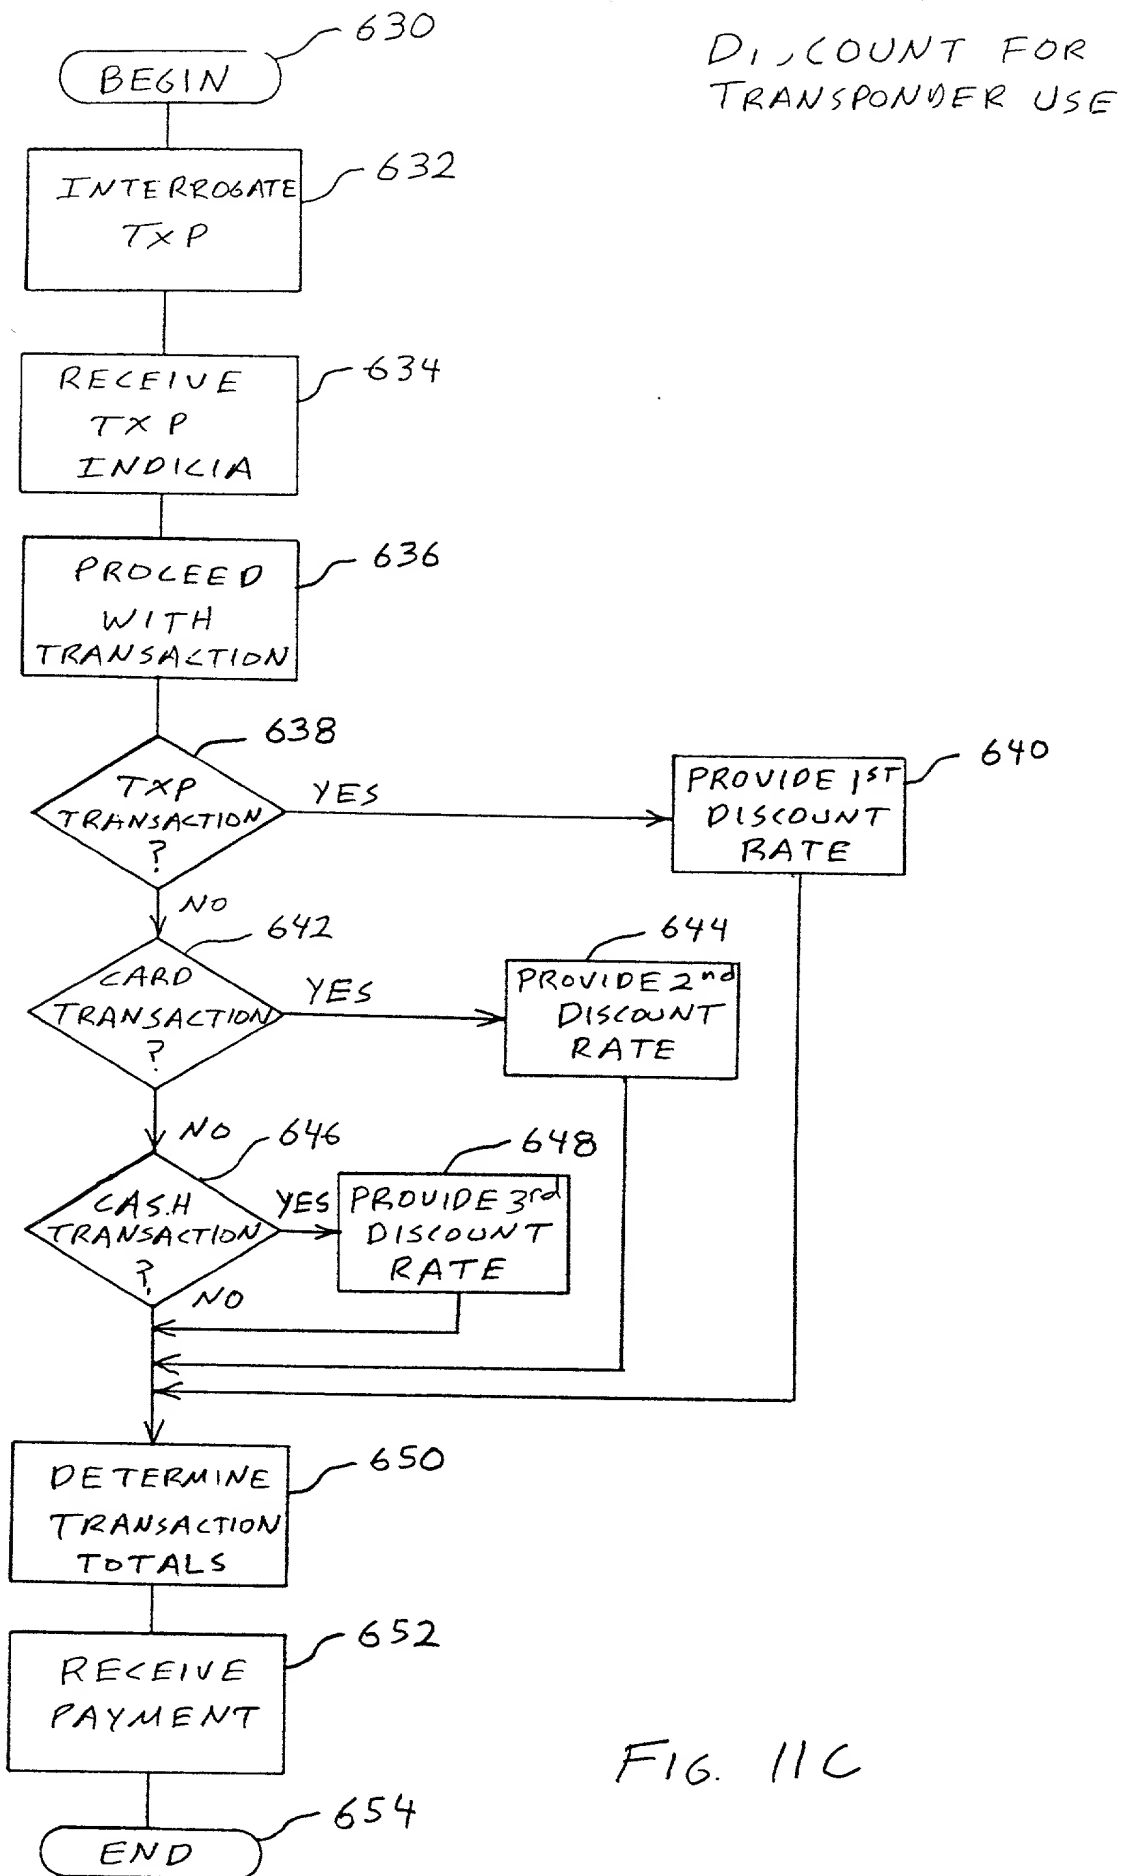 630
DISCOUNT FOR
TRANSPONDER USE
BEGIN
632
INTERROGATE
TXP
634
RECEIVE
TXP
INDICIA
636
PROCEED
WITH
TRANSACTION
638
TXP
TRANSACTION
?
YES
640
PROVIDE 1ST
DISCOUNT
RATE
NO
642
CARD
TRANSACTION
?
YES
644
PROVIDE 2nd
DISCOUNT
RATE
NO
646
CASH
TRANSACTION
?
YES
648
PROVIDE 3rd
DISCOUNT
RATE
NO
650
DETERMINE
TRANSACTION
TOTALS
652
RECEIVE
PAYMENT
FIG. 11C
654
END